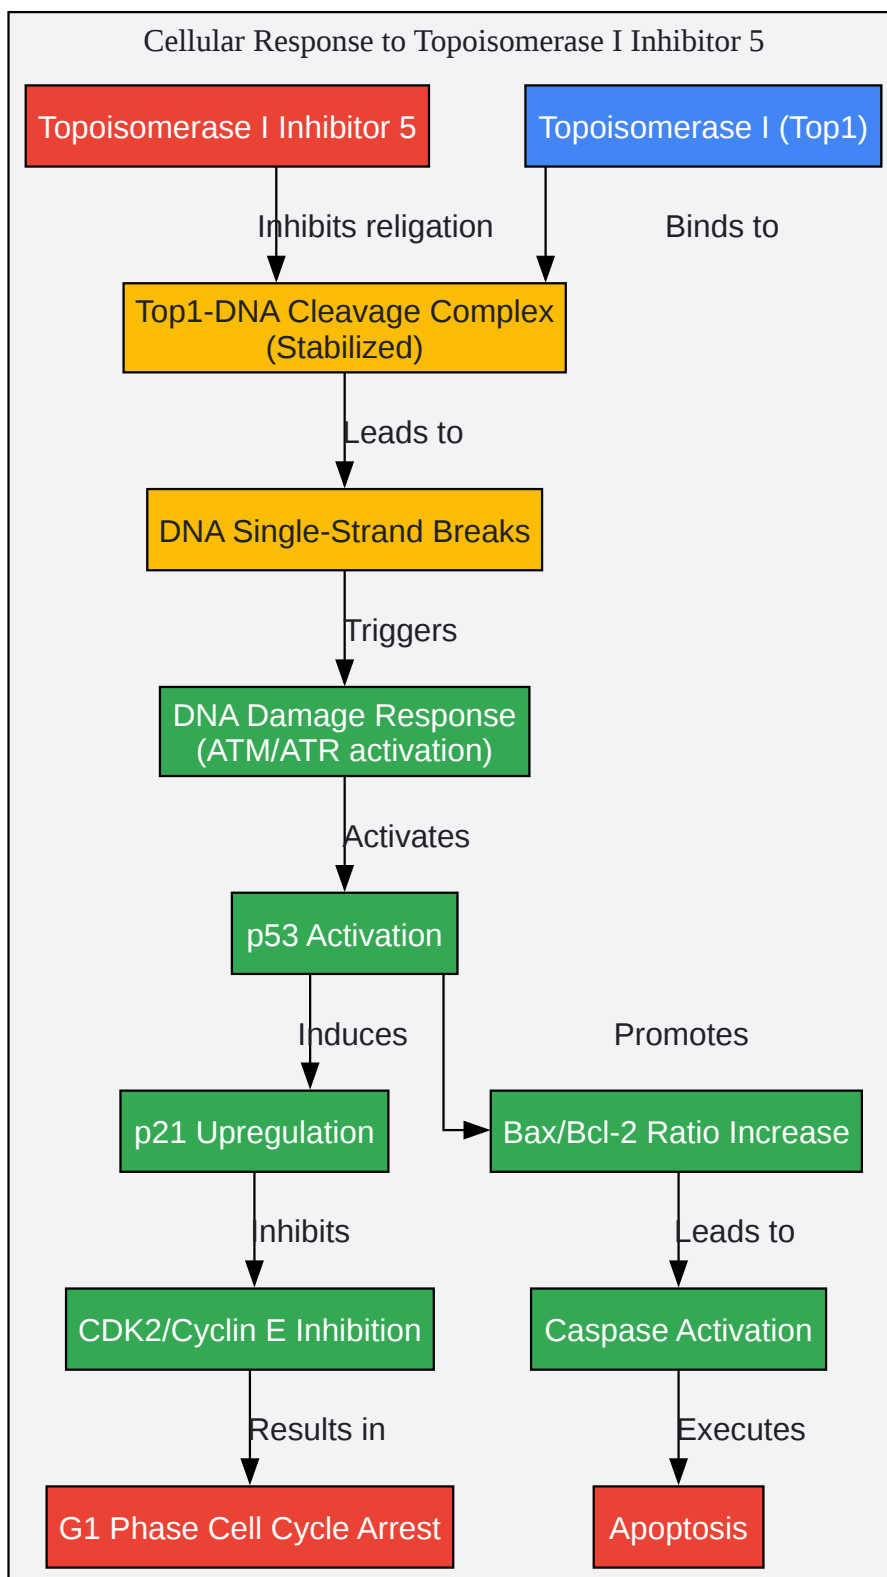 Cellular Response to Topoisomerase I Inhibitor 5
Topoisomerase I Inhibitor 5
Topoisomerase I (Top1)
Inhibits religation
Binds to
Top1-DNA Cleavage Complex
(Stabilized)
Leads to
DNA Single-Strand Breaks
Triggers
DNA Damage Response
(ATM/ATR activation)
Activates
p53 Activation
Induces
Promotes
p21 Upregulation
Bax/Bcl-2 Ratio Increase
Inhibits
Leads to
CDK2/Cyclin E Inhibition
Caspase Activation
Results in
Executes
G1 Phase Cell Cycle Arrest
Apoptosis